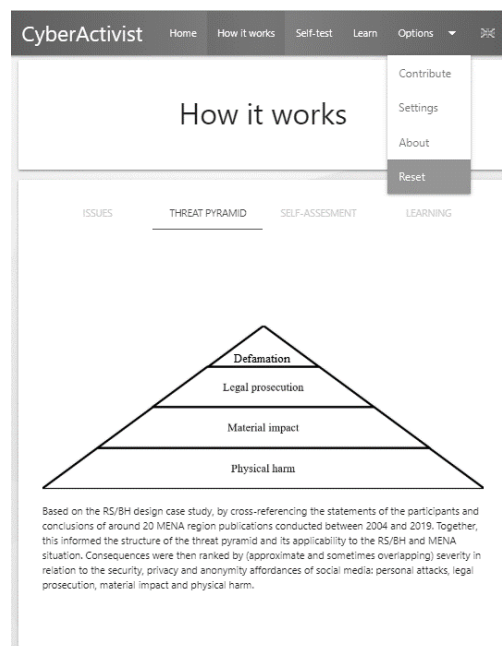 CyberActivist Home How it works Self-test Learn Options
Contribute
Settings
About
Reset
How it works
ISSUES THREAT PYRAMID SELF-ASSESMENT LEARNING
Defamation
Legal prosecution
Material impact
Physical harm
Based on the RS/BH design case study, by cross-referencing the statements of the participants and
conclusions of around 20 MENA region publications conducted between 2004 and 2019. Together,
this informed the structure of the threat pyramid and its applicability to the RS/BH and MENA
situation. Consequences were then ranked by (approximate and sometimes overlapping) severity in
relation to the security, privacy and anonymity affordances of social media: personal attacks, legal
prosecution, material impact and physical harm.